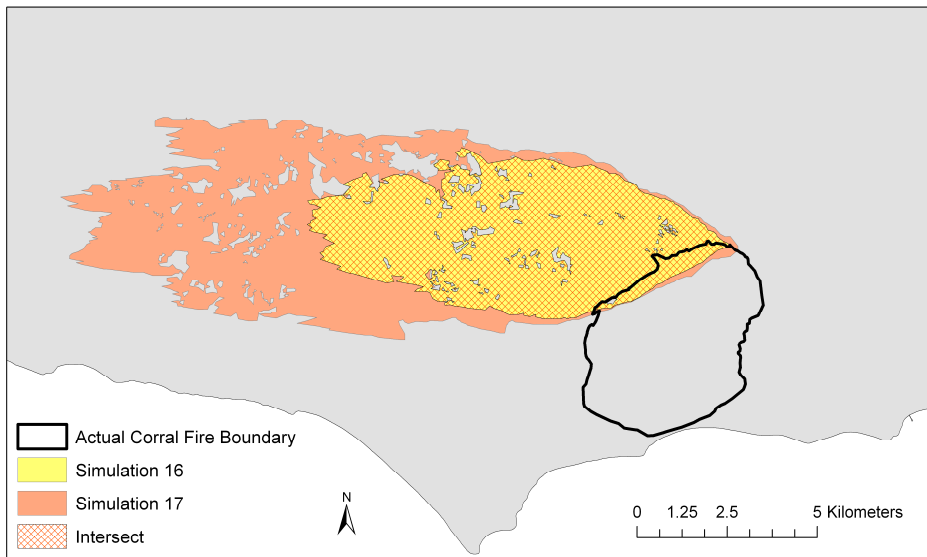 Actual Corral Fire Boundary
Simulation 16
Simulation 17
Intersect
N
0 1.25 2.5 5 Kilometers